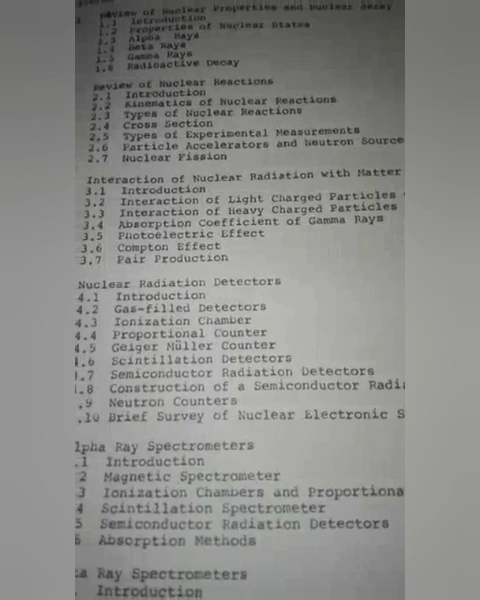 Review of Nuclear Properties and Nuclear Decay
1.1 Introduction
1.2 Properties of Nuclear States
1.3 Alpha Rays
1.4 Beta Rays
1.5 Gamma Rays
1.6 Radioactive Decay
Review of Nuclear Reactions
2.1 Introduction
2.2 Kinematics of Nuclear Reactions
2.3 Types of Nuclear Reactions
2.4 Cross Section
2.5 Types of Experimental Measurements
2.6 Particle Accelerators and Neutron Source
2.7 Nuclear Fission
Interaction of Nuclear Radiation with Matter
3.1 Introduction
3.2 Interaction of Light Charged Particles
3.3 Interaction of Heavy Charged Particles
3.4 Absorption Coefficient of Gamma Rays
3.5 Photoelectric Effect
3.6 Compton Effect
3.7 Pair Production
Nuclear Radiation Detectors
4.1 Introduction
4.2 Gas-filled Detectors
4.3 Ionization Chamber
4.4 Proportional Counter
4.5 Geiger Müller Counter
4.6 Scintillation Detectors
.7 Semiconductor Radiation Detectors
.8 Construction of a Semiconductor Radi
.9 Neutron Counters
.10 Brief Survey of Nuclear Electronic S
lpha Ray Spectrometers
.1 Introduction
2 Magnetic Spectrometer
3 Ionization Chambers and Proportiona
4 Scintillation Spectrometer
5 Semiconductor Radiation Detectors
6 Absorption Methods
ta Ray Spectrometers
Introduction